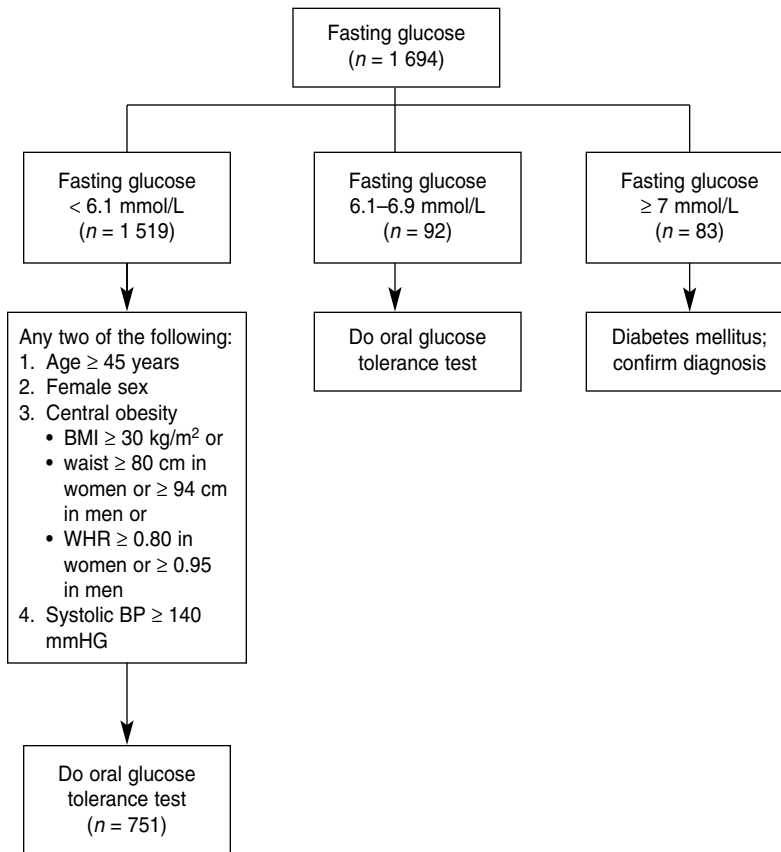 Fasting glucose
(n = 1 694)
Fasting glucose
< 6.1 mmol/L
(n = 1 519)
Fasting glucose
6.1–6.9 mmol/L
(n = 92)
Fasting glucose
≥ 7 mmol/L
(n = 83)
Any two of the following:
1. Age ≥ 45 years
2. Female sex
3. Central obesity
• BMI ≥ 30 kg/m² or
• waist ≥ 80 cm in
women or ≥ 94 cm
in men or
• WHR ≥ 0.80 in
women or ≥ 0.95
in men
4. Systolic BP ≥ 140
mmHG
Do oral glucose
tolerance test
Diabetes mellitus;
confirm diagnosis
Do oral glucose
tolerance test
(n = 751)